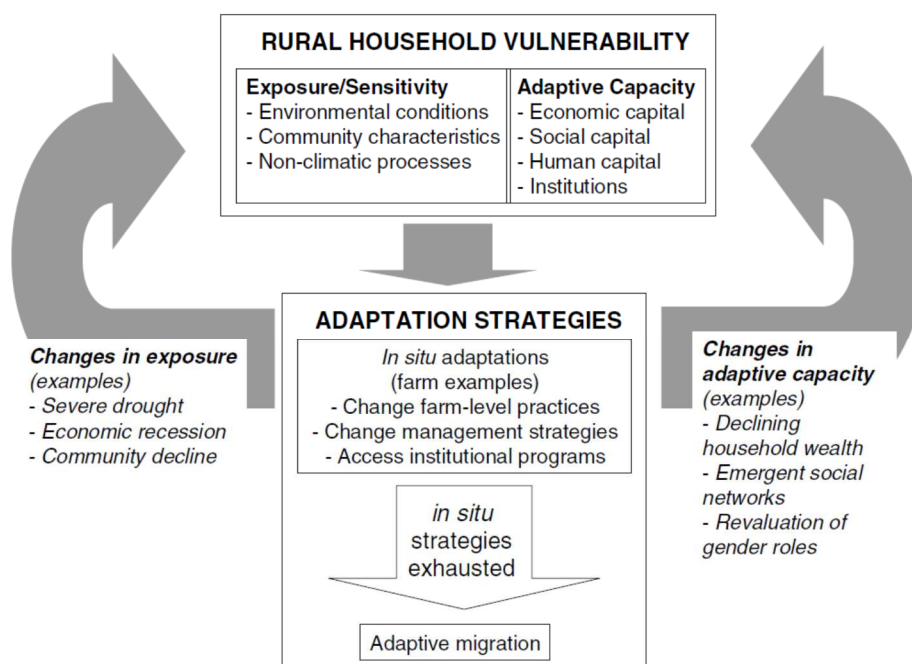 RURAL HOUSEHOLD VULNERABILITY
Exposure/Sensitivity
- Environmental conditions
- Community characteristics
- Non-climatic processes
Adaptive Capacity
- Economic capital
- Social capital
- Human capital
- Institutions
ADAPTATION STRATEGIES
In situ adaptations
(farm examples)
- Change farm-level practices
- Change management strategies
- Access institutional programs
in situ
strategies
exhausted
Adaptive migration
Changes in exposure
(examples)
- Severe drought
- Economic recession
- Community decline
Changes in
adaptive capacity
(examples)
- Declining
household wealth
- Emergent social
networks
- Revaluation of
gender roles